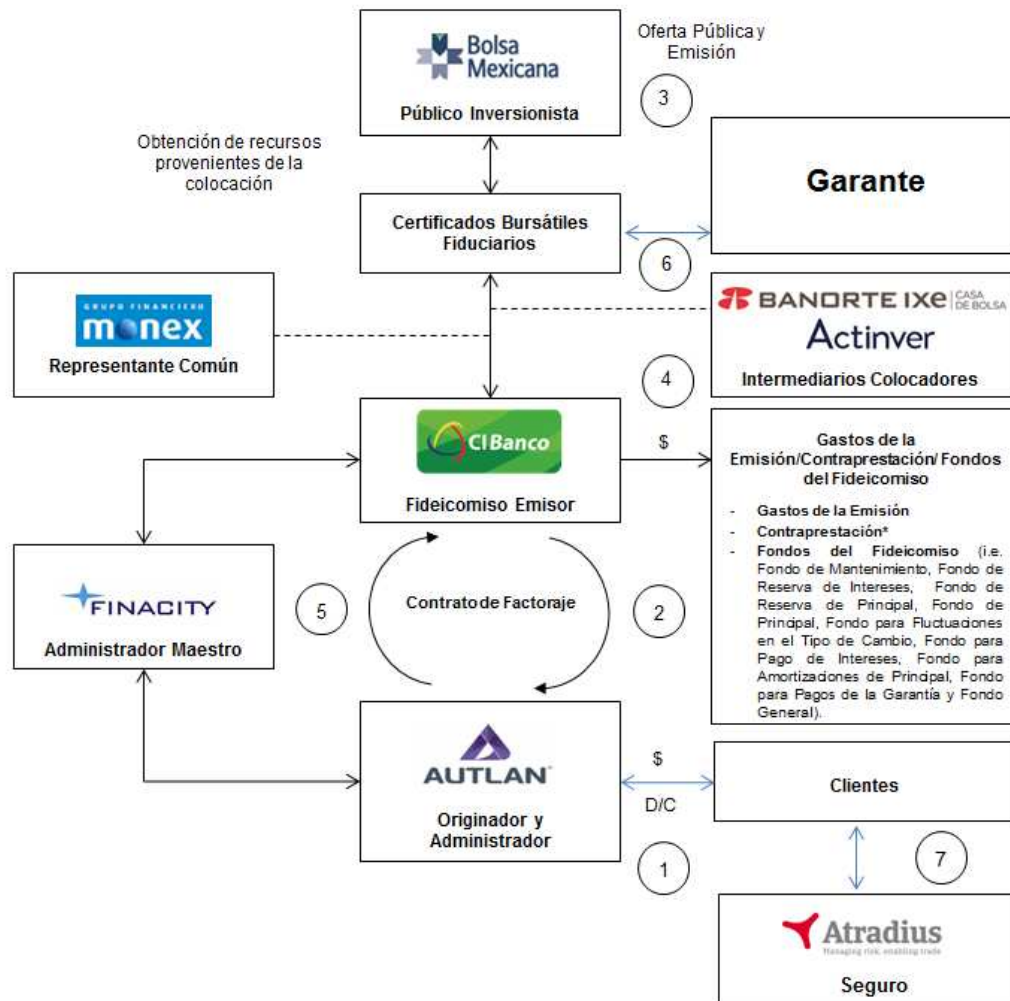 Bolsa
Mexicana
Público Inversionista
Oferta Pública y
Emisión
3
Obtención de recursos
provenientes de la
colocación
Certificados Bursátiles
Fiduciarios
Garante
6
GRUPO FINANCIERO
monex
Representante Común
BANORTE IXE CASA
DE BOLSA
Actinver
Intermediarios Colocadores
4
CIBanco
Fideicomiso Emisor
$
Gastos de la
Emisión/Contraprestación/ Fondos
del Fideicomiso
- Gastos de la Emisión
- Contraprestación*
- Fondos del Fideicomiso (i.e.
Fondo de Mantenimiento, Fondo de
Reserva de Intereses, Fondo de
Reserva de Principal, Fondo de
Principal, Fondo para Fluctuaciones
en el Tipo de Cambio, Fondo para
Pago de Intereses, Fondo para
Amortizaciones de Principal, Fondo
para Pagos de la Garantía y Fondo
General).
FINACITY
Administrador Maestro
5
Contrato de Factoraje
2
AUTLAN
Originador y
Administrador
$
D/C
1
Clientes
7
Atradius
Managing risk, enabling trade
Seguro